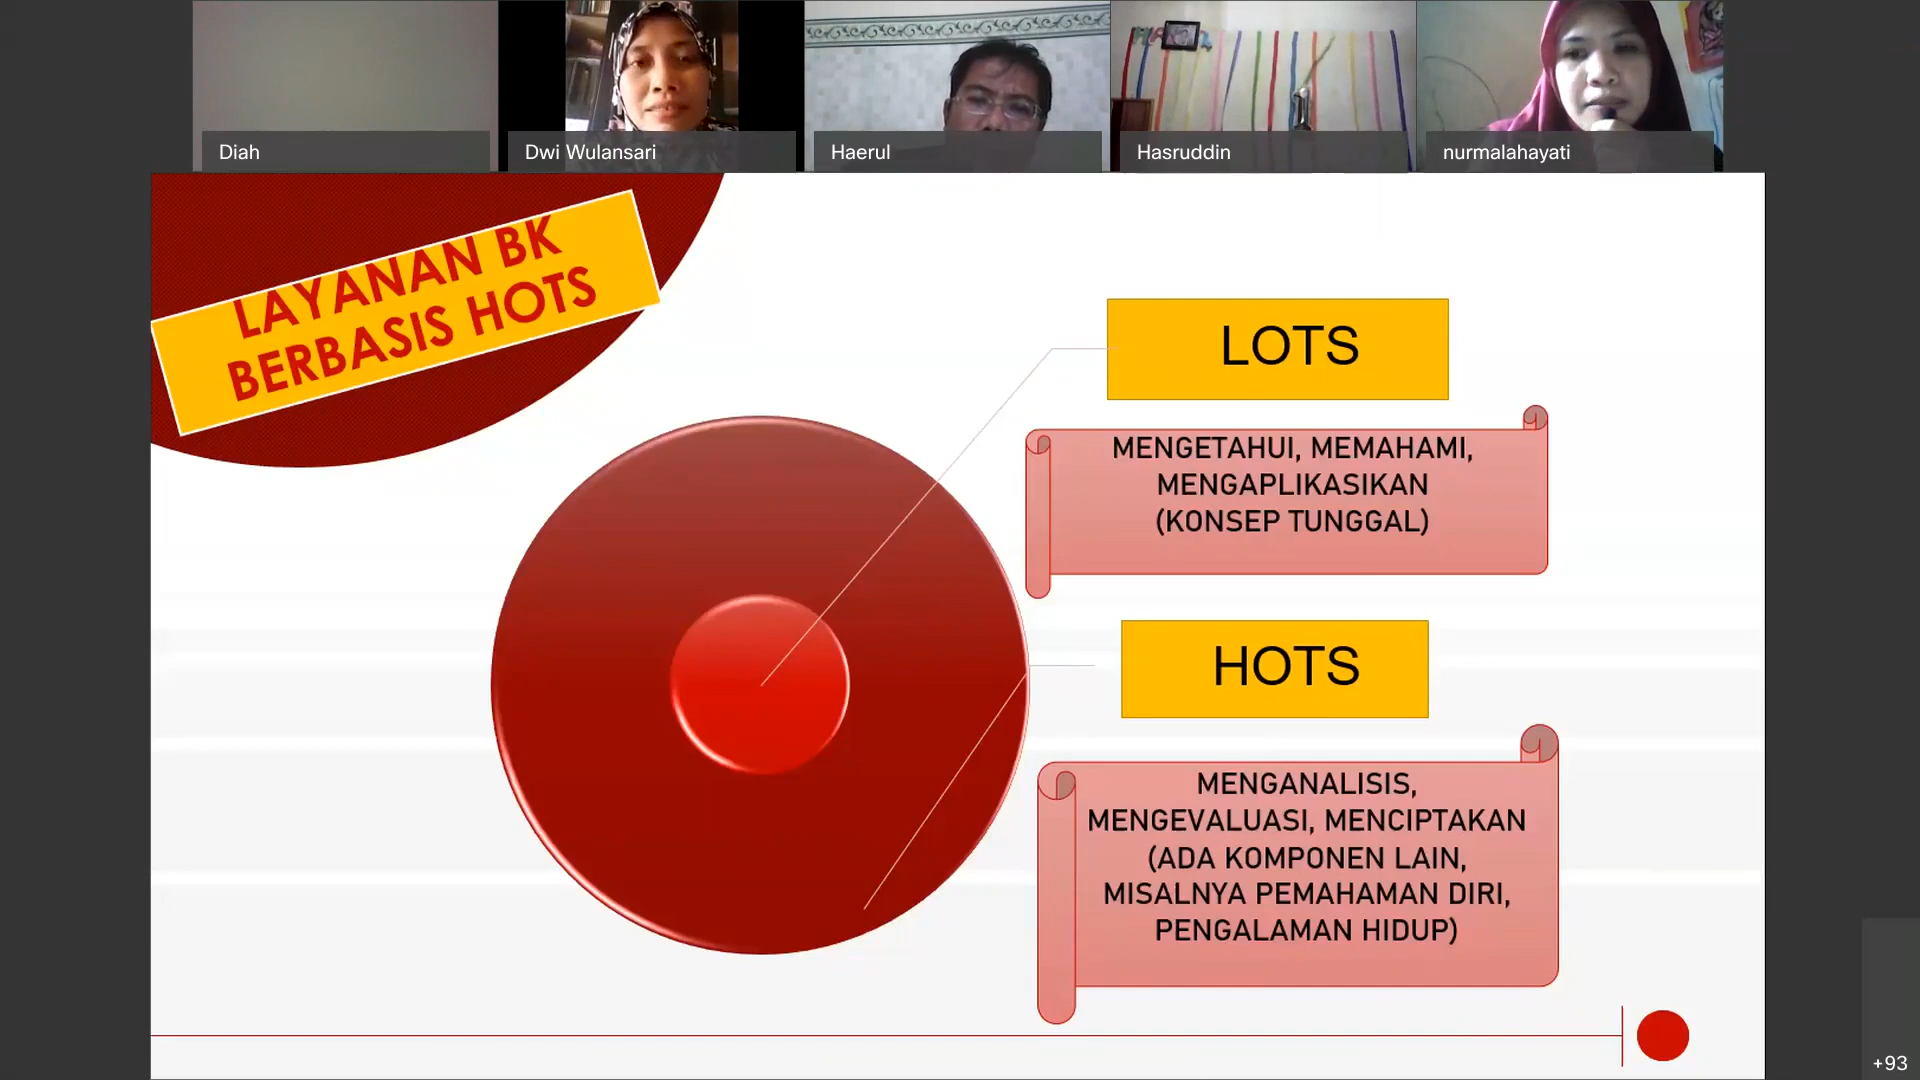 Diah
Dwi Wulansari
Haerul
Hasruddin
nurmalahayati
LAYANAN BK
BERBASIS HOTS
LOTS
MENGETAHUI, MEMAHAMI,
MENGAPLIKASIKAN
(KONSEP TUNGGAL)
HOTS
MENGANALISIS,
MENGEVALUASI, MENCIPTAKAN
(ADA KOMPONEN LAIN,
MISALNYA PEMAHAMAN DIRI,
PENGALAMAN HIDUP)
+93